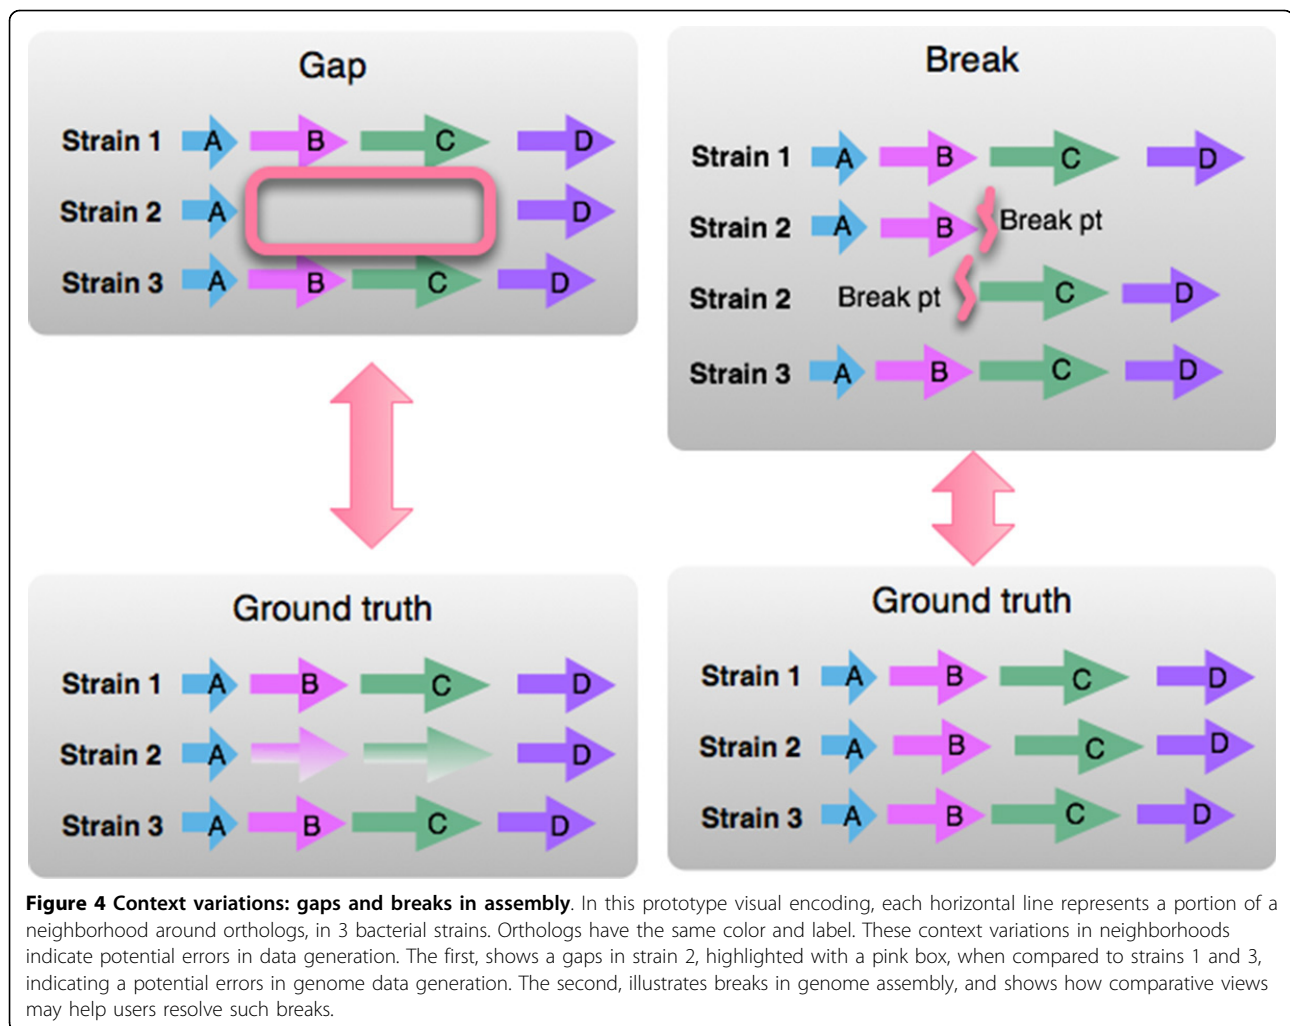 Gap
Strain 1 A B C D
Strain 2 A D
Strain 3 A B C D
Break
Strain 1 A B C D
Strain 2 A B Break pt
Strain 2 Break pt C D
Strain 3 A B C D
Ground truth
Strain 1 A B C D
Strain 2 A D
Strain 3 A B C D
Ground truth
Strain 1 A B C D
Strain 2 A B C D
Strain 3 A B C D
Figure 4 Context variations: gaps and breaks in assembly. In this prototype visual encoding, each horizontal line represents a portion of a
neighborhood around orthologs, in 3 bacterial strains. Orthologs have the same color and label. These context variations in neighborhoods
indicate potential errors in data generation. The first, shows a gaps in strain 2, highlighted with a pink box, when compared to strains 1 and 3,
indicating a potential errors in genome data generation. The second, illustrates breaks in genome assembly, and shows how comparative views
may help users resolve such breaks.